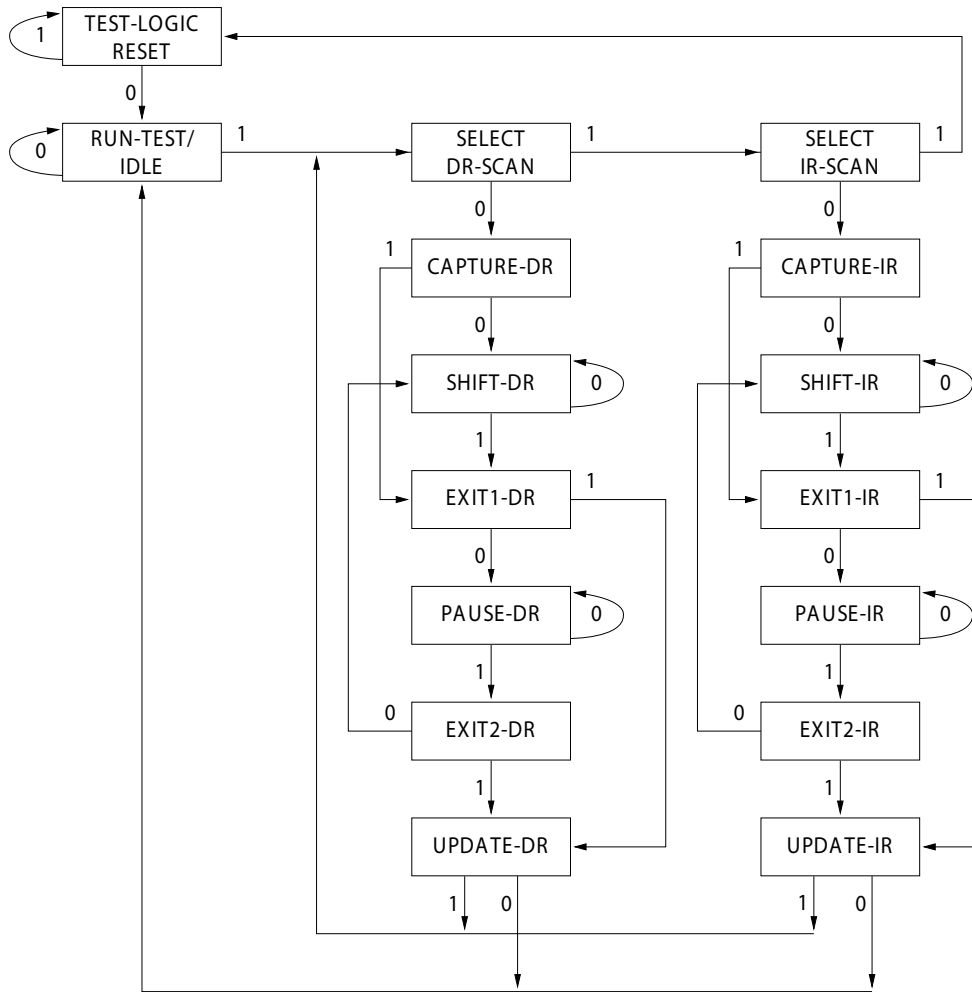 TEST-LOGIC
RESET
1
0
RUN-TEST/
IDLE
0
1
SELECT
DR-SCAN
1
SELECT
IR-SCAN
1
0
0
1
CAPTURE-DR
1
CAPTURE-IR
0
0
SHIFT-DR
0
SHIFT-IR
0
1
1
EXIT1-DR
1
EXIT1-IR
1
0
0
PAUSE-DR
0
PAUSE-IR
0
1
1
0
EXIT2-DR
0
EXIT2-IR
1
1
UPDATE-DR
UPDATE-IR
1
0
1
0